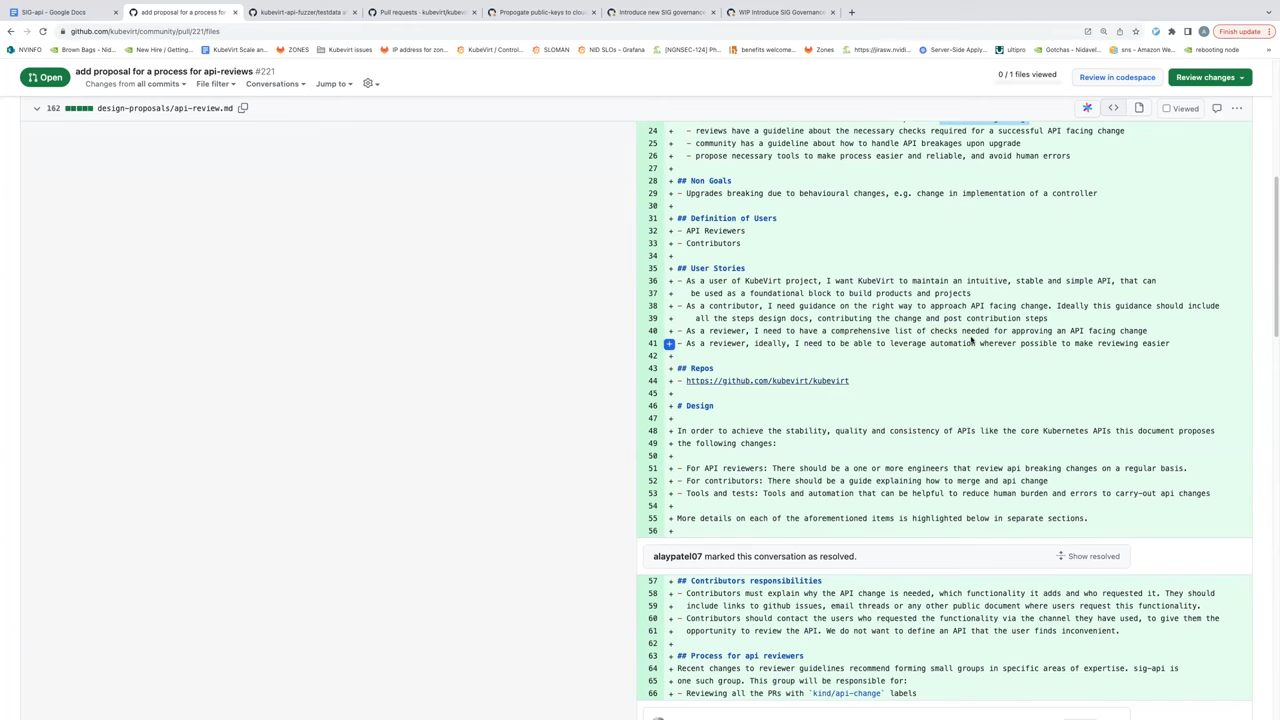 SIG-api - Google Docs
add proposal for a process for
kubevirt-api-fuzzer/testdata a
Pull requests · kubevirt/kubev
Propogate public-keys to clou
Introduce new SIG governance
WIP Introduce SIG Governance
github.com/kubevirt/community/pull/221/files
Finish update
NVINFO
Brown Bags - Nid...
New Hire / Getting...
KubeVirt Scale an...
ZONES
Kubevirt issues
IP address for zon...
KubeVirt / Control...
SLOMAN
NID SLOs - Grafana
[NGNSEC-124] Ph...
benefits welcome...
Zones
https://jirasw.nvidi...
Server-Side Apply...
ultipro
Gotchas - Nidavel...
sns - Amazon We...
rebooting node
Open
add proposal for a process for api-reviews #221
Changes from all commits
File filter
Conversations
Jump to
0 / 1 files viewed
Review in codespace
Review changes
162
design-proposals/api-review.md
Viewed
24 + - reviews have a guideline about the necessary checks required for a successful API facing change
25 + - community has a guideline about how to handle API breakages upon upgrade
26 + - propose necessary tools to make process easier and reliable, and avoid human errors
27 +
28 + ## Non Goals
29 + - Upgrades breaking due to behavioural changes, e.g. change in implementation of a controller
30 +
31 + ## Definition of Users
32 + - API Reviewers
33 + - Contributors
34 +
35 + ## User Stories
36 + - As a user of KubeVirt project, I want KubeVirt to maintain an intuitive, stable and simple API, that can
37 + be used as a foundational block to build products and projects
38 + - As a contributor, I need guidance on the right way to approach API facing change. Ideally this guidance should include
39 + all the steps design docs, contributing the change and post contribution steps
40 + - As a reviewer, I need to have a comprehensive list of checks needed for approving an API facing change
41 + - As a reviewer, ideally, I need to be able to leverage automation wherever possible to make reviewing easier
42 +
43 + ## Repos
44 + - https://github.com/kubevirt/kubevirt
45 +
46 + # Design
47 +
48 + In order to achieve the stability, quality and consistency of APIs like the core Kubernetes APIs this document proposes
49 + the following changes:
50 +
51 + - For API reviewers: There should be a one or more engineers that review api breaking changes on a regular basis.
52 + - For contributors: There should be a guide explaining how to merge and api change
53 + - Tools and tests: Tools and automation that can be helpful to reduce human burden and errors to carry-out api changes
54 +
55 + More details on each of the aforementioned items is highlighted below in separate sections.
56 +
alaypatel07 marked this conversation as resolved.
Show resolved
57 + ## Contributors responsibilities
58 + - Contributors must explain why the API change is needed, which functionality it adds and who requested it. They should
59 + include links to github issues, email threads or any other public document where users request this functionality.
60 + - Contributors should contact the users who requested the functionality via the channel they have used, to give them the
61 + opportunity to review the API. We do not want to define an API that the user finds inconvenient.
62 +
63 + ## Process for api reviewers
64 + Recent changes to reviewer guidelines recommend forming small groups in specific areas of expertise. sig-api is
65 + one such group. This group will be responsible for:
66 + - Reviewing all the PRs with `kind/api-change` labels